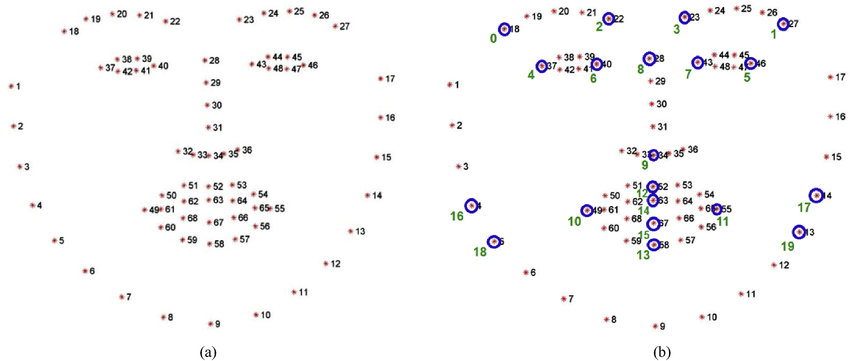 20 21 25
19 24 26
18 22 23 27
38 39 44 45
37 42 41 40 28 43 48 47 46
1 29 17
30
2 31 16
32 33 34 35 36
3 15
51 52 53
50 62 63 64 54 14
4 49 61 68 67 66 65 55
60 56
5 59 58 57 13
6 12
7 11
8 9 10
(a)
20 21 25
19 24 26
18 22 23 27
0 2 3 1
38 39 44 45
37 42 41 40 28 43 48 47 46
4 6 8 7 5
1 29 17
30
2 31 16
32 33 34 35 36
9
3 15
51 52 53
12
50 62 63 64 54 14
14 17
4 49 61 68 67 66 65 55
16 10 15 11
60 56
5 59 58 57 13
18 13 19
6 12
7 11
8 9 10
(b)